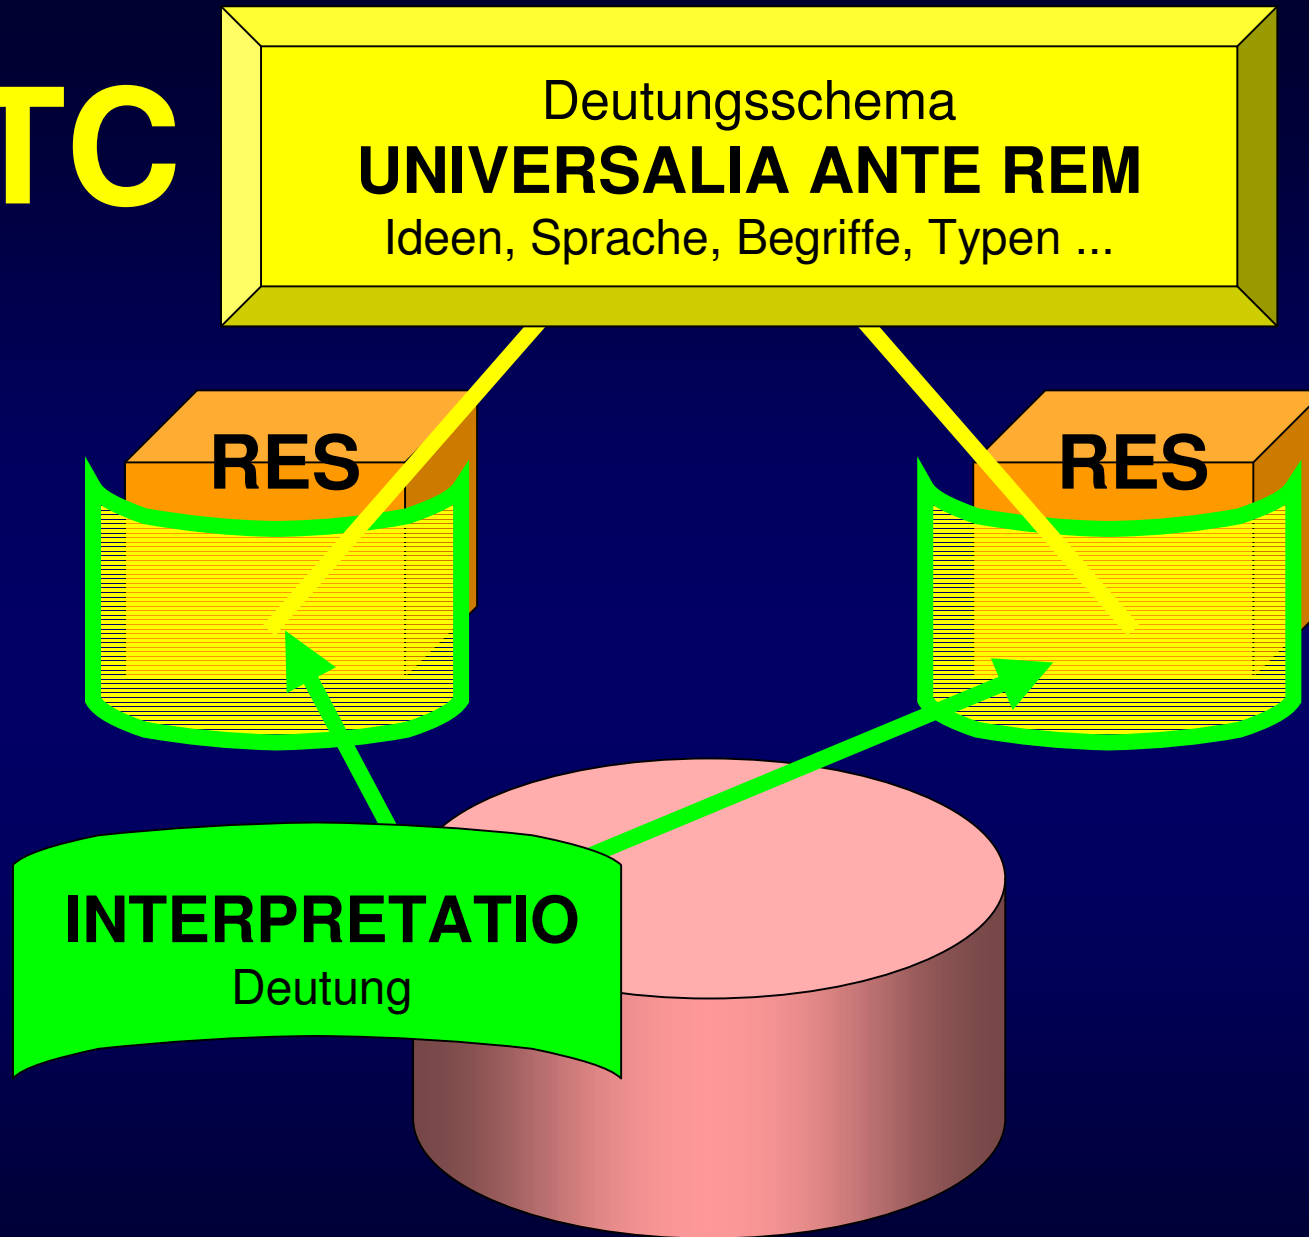 TC
Deutungsschema
UNIVERSALIA ANTE REM
Ideen, Sprache, Begriffe, Typen ...
RES
RES
INTERPRETATIO
Deutung